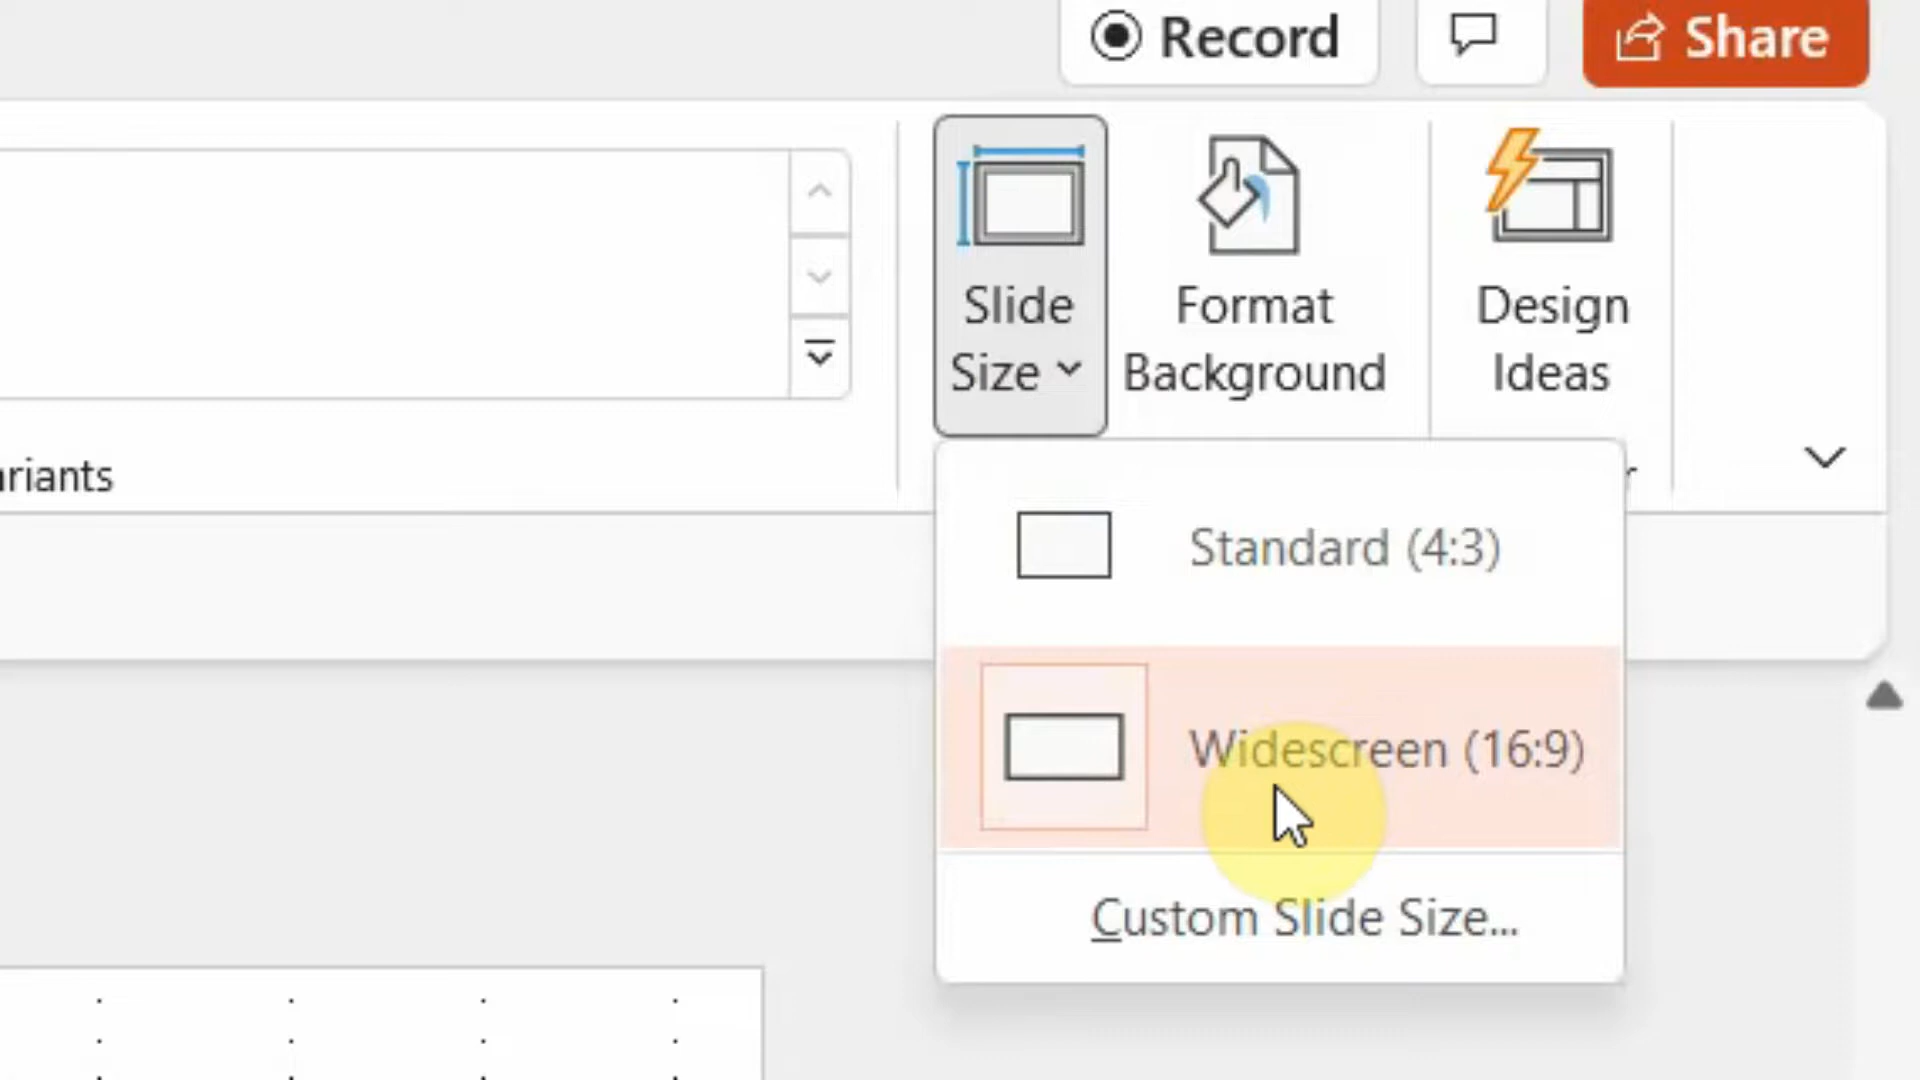 Record
Share
Slide
Size
Format
Background
Design
Ideas
riants
Standard (4:3)
Widescreen (16:9)
Custom Slide Size...